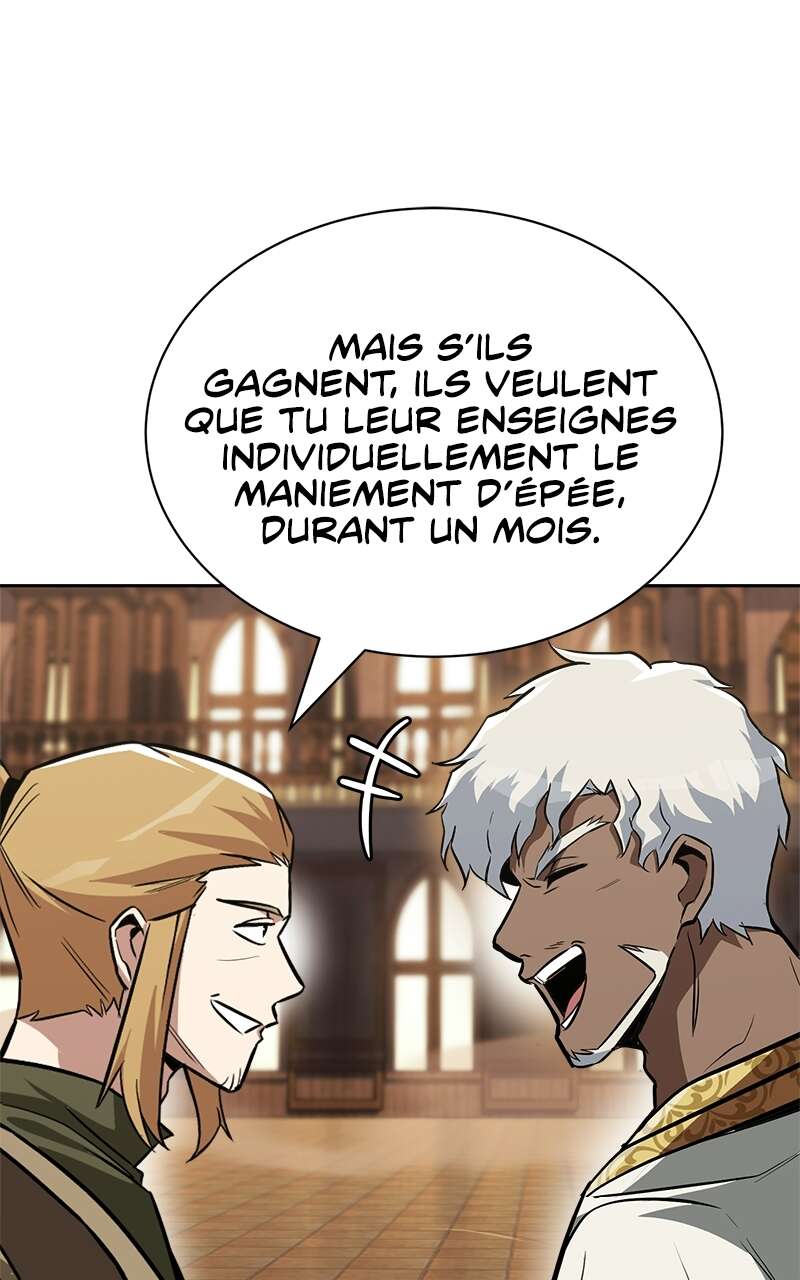 MAIS S'ILS
GAGNENT, ILS VEULENT
QUE TU LEUR ENSEIGNES
INDIVIDUELLEMENT LE
MANIEMENT D'ÉPÉE,
DURANT UN MOIS.